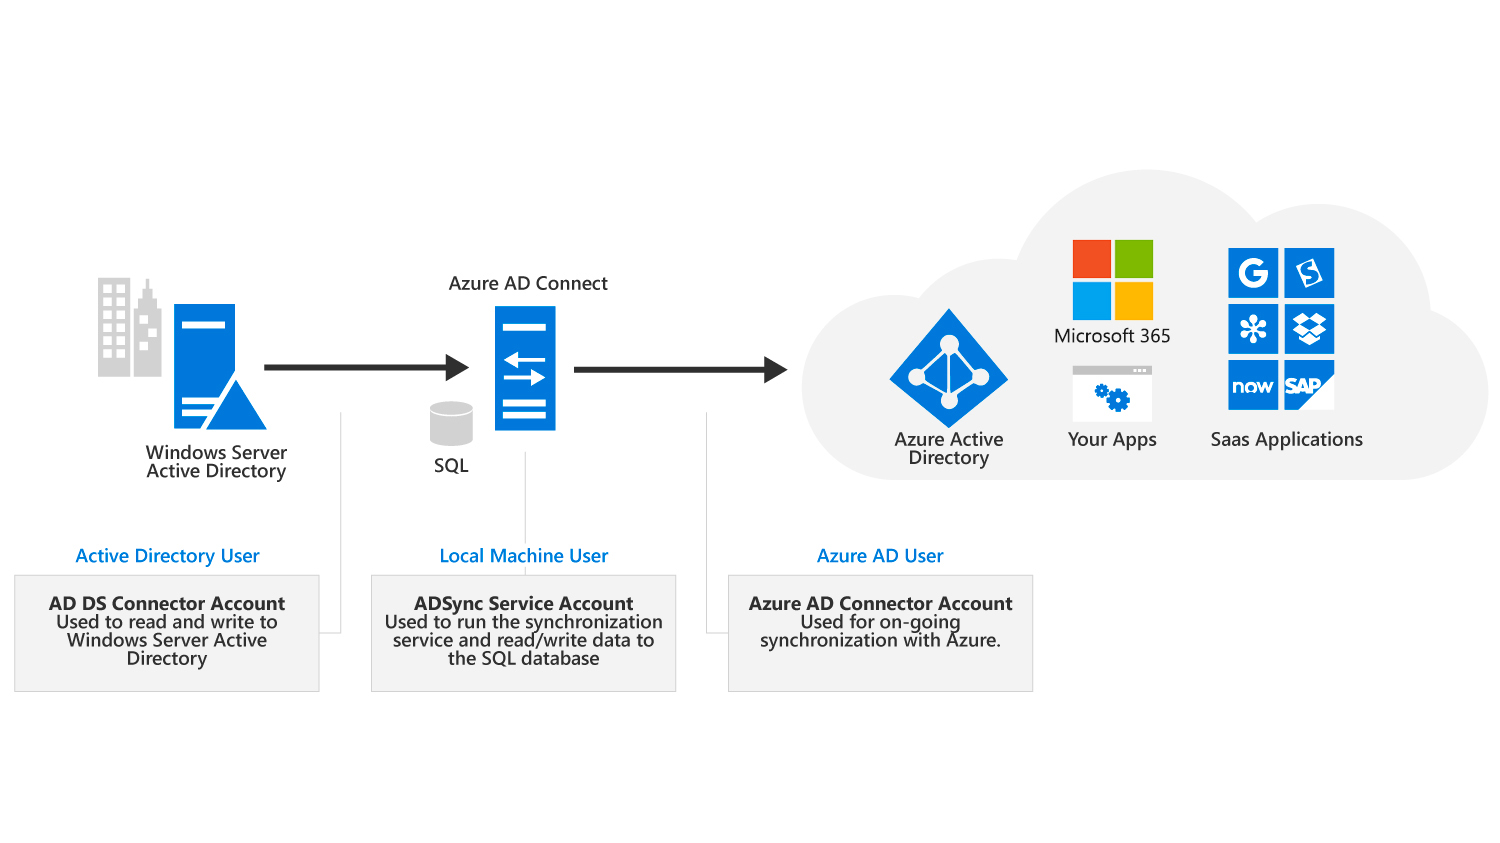 Azure AD Connect
Windows Server
Active Directory
SQL
Microsoft 365
Your Apps
Azure Active
Directory
Saas Applications
G
S
now
SAP
Active Directory User
AD DS Connector Account
Used to read and write to
Windows Server Active
Directory
Local Machine User
ADSync Service Account
Used to run the synchronization
service and read/write data to
the SQL database
Azure AD User
Azure AD Connector Account
Used for on-going
synchronization with Azure.